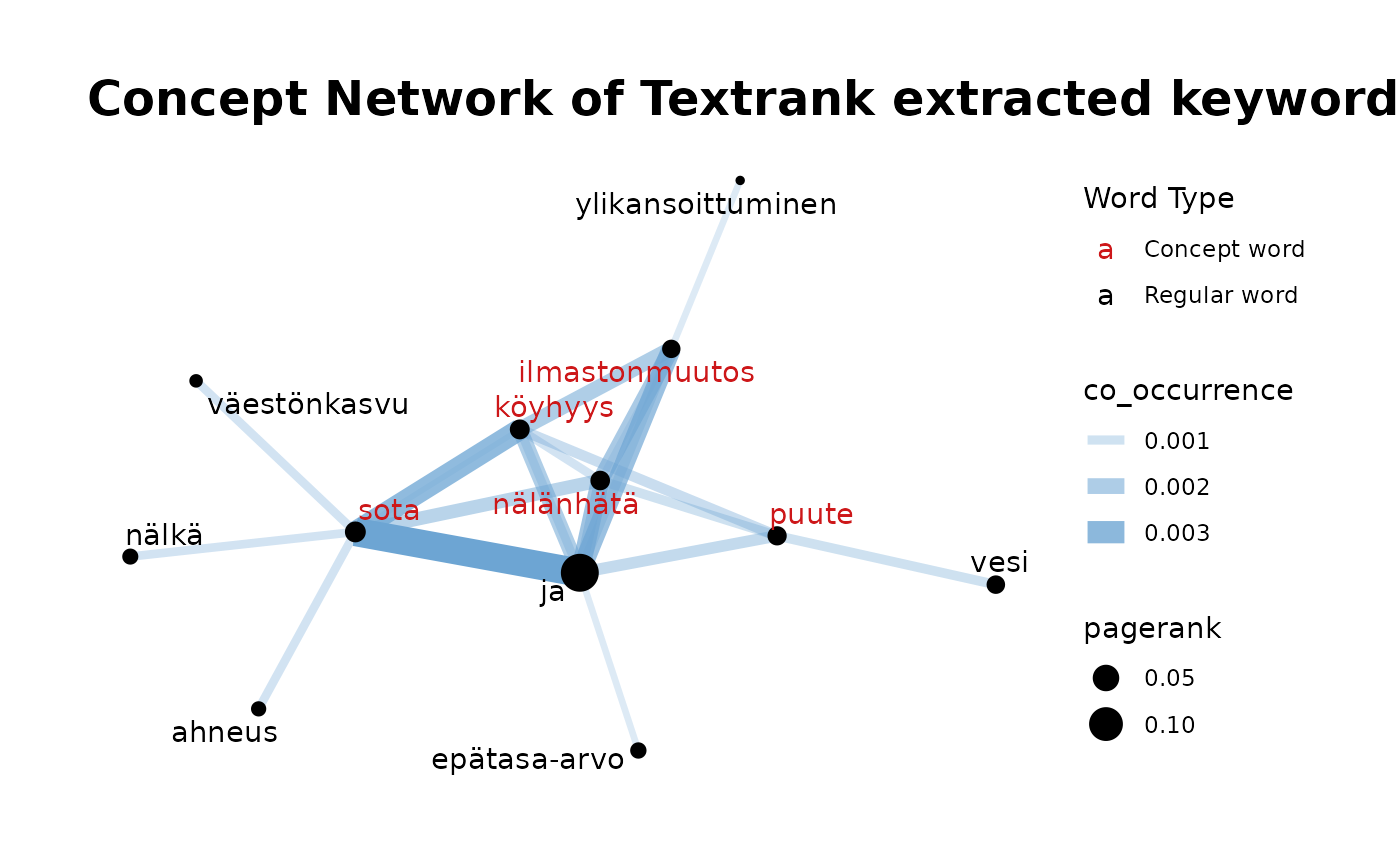 Concept Network of Textrank extracted keyword
ylikansoittuminen
Word Type
a Concept word
a Regular word
ilmastonmuutos
väestönkasvu
köyhyys
co_occurrence
0.001
0.002
0.003
sota
nälänhätä
puute
nälkä
vesi
ja
pagerank
0.05
0.10
ahneus
epätasa-arvo